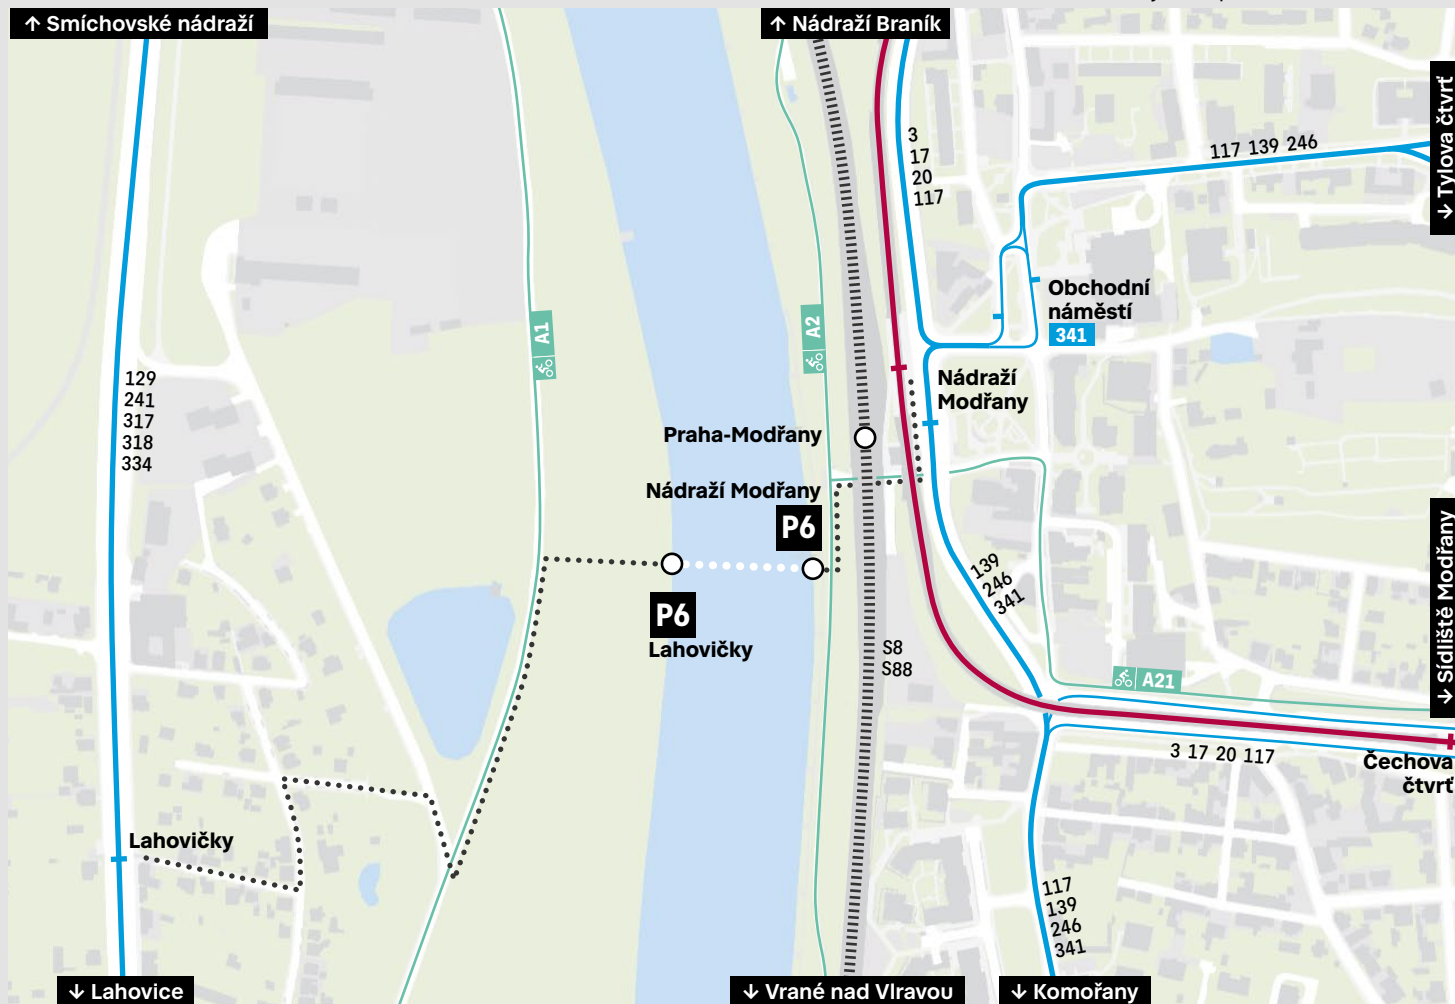 ↑ Smíchovské nádraží
↑ Nádraží Braník
↓ Tylova čtvrť
3
17
20
117
117 139 246
Obchodní
náměstí
341
A1
A2
129
241
317
318
334
Nádraží
Modřany
Praha-Modřany
Nádraží Modřany
P6
P6
Lahovičky
139
246
341
↓ Sídliště Modřany
S8
S88
A21
3 17 20 117
Čechova
čtvrť
Lahovičky
117
139
246
341
↓ Lahovice
↓ Vrané nad Vlravou
↓ Komořany